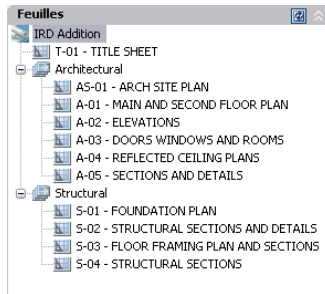 Feuilles
IRD Addition
T-01 - TITLE SHEET
Architectural
AS-01 - ARCH SITE PLAN
A-01 - MAIN AND SECOND FLOOR PLAN
A-02 - ELEVATIONS
A-03 - DOORS WINDOWS AND ROOMS
A-04 - REFLECTED CEILING PLANS
A-05 - SECTIONS AND DETAILS
Structural
S-01 - FOUNDATION PLAN
S-02 - STRUCTURAL SECTIONS AND DETAILS
S-03 - FLOOR FRAMING PLAN AND SECTIONS
S-04 - STRUCTURAL SECTIONS